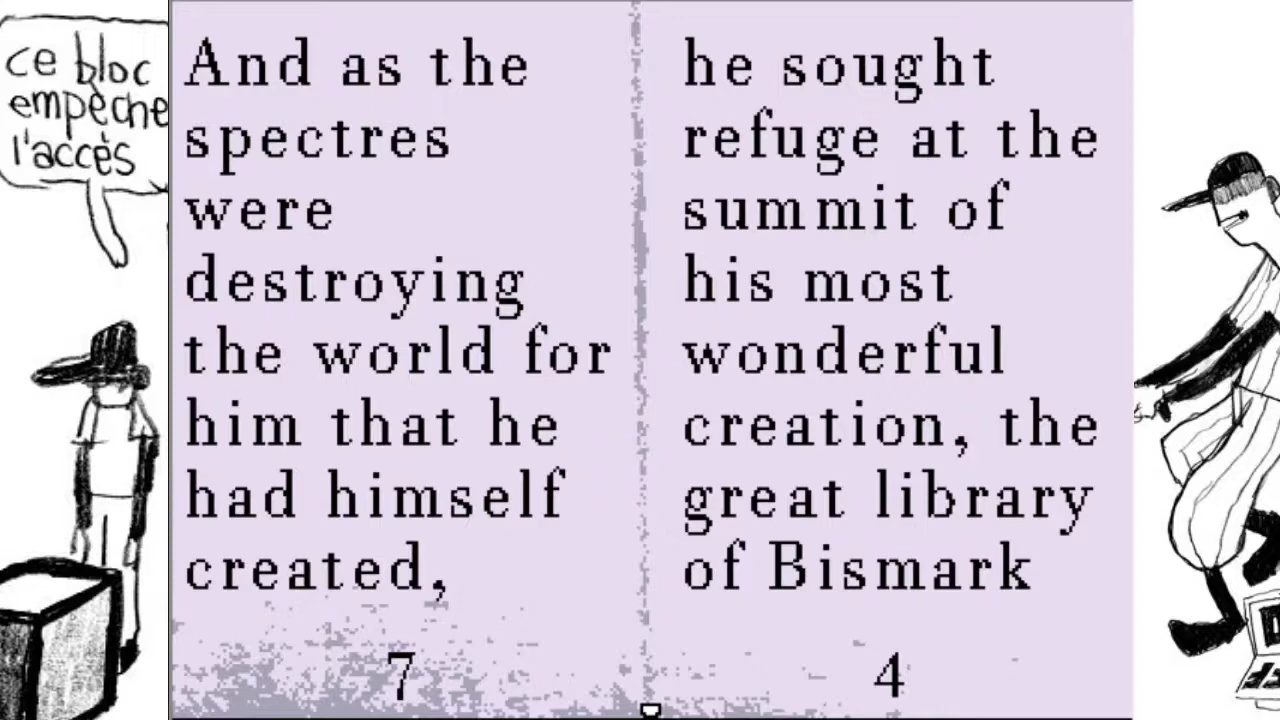 ce bloc
empèche
l'accès
And as the
spectres
were
destroying
the world for
him that he
had himself
created,
7
he sought
refuge at the
summit of
his most
wonderful
creation, the
great library
of Bismark
4